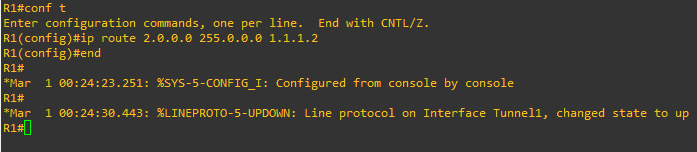 R1#conf t
Enter configuration commands, one per line.  End with CNTL/Z.
R1(config)#ip route 2.0.0.0 255.0.0.0 1.1.1.2
R1(config)#end
R1#
*Mar  1 00:24:23.251: %SYS-5-CONFIG_I: Configured from console by console
R1#
*Mar  1 00:24:30.443: %LINEPROTO-5-UPDOWN: Line protocol on Interface Tunnel1, changed state to up
R1#